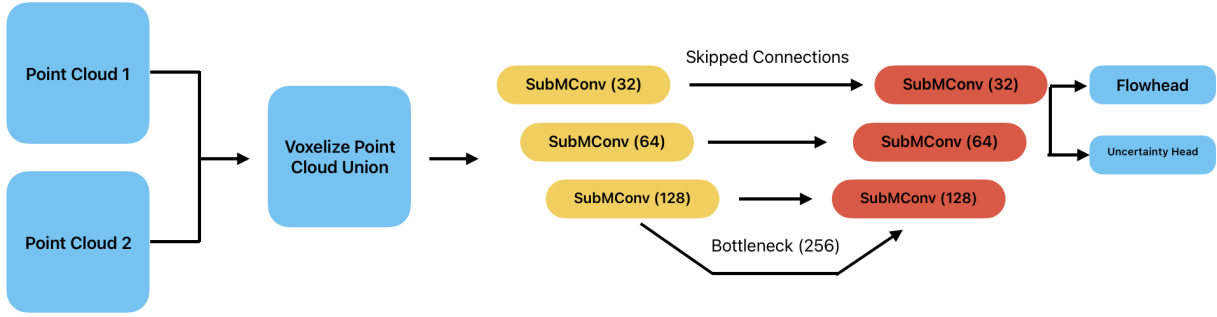 Point Cloud 1
Point Cloud 2
Voxelize Point
Cloud Union
Skipped Connections
SubMConv (32)
SubMConv (32)
SubMConv (64)
SubMConv (64)
SubMConv (128)
SubMConv (128)
Bottleneck (256)
Flowhead
Uncertainty Head